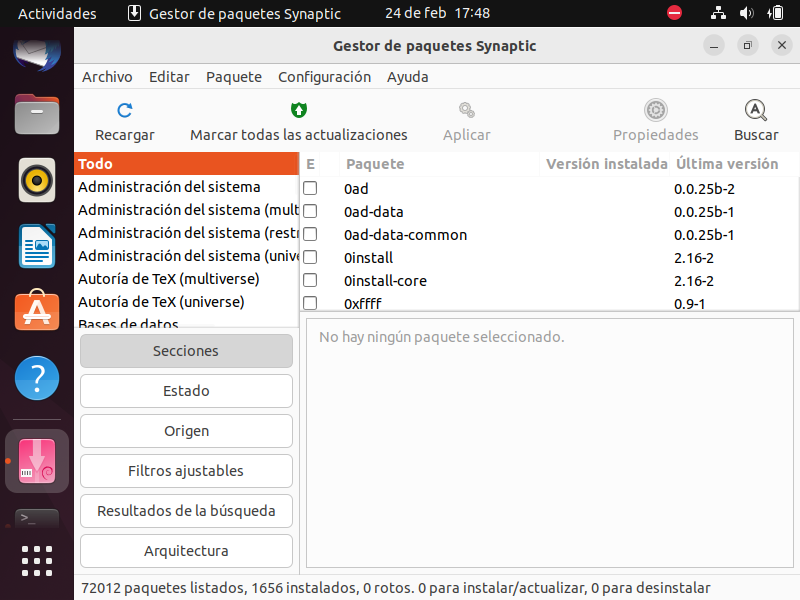 Actividades Gestor de paquetes Synaptic 24 de feb 17:48
Gestor de paquetes Synaptic
Archivo Editar Paquete Configuración Ayuda
Recargar Marcar todas las actualizaciones Aplicar Propiedades Buscar
Todo
Administración del sistema
Administración del sistema (mult
Administración del sistema (restr
Administración del sistema (unive
Autoría de TeX (multiverse)
Autoría de TeX (universe)
Bases de datos
E Paquete Versión instalada Última versión
0ad 0.0.25b-2
0ad-data 0.0.25b-1
0ad-data-common 0.0.25b-1
0install 2.16-2
0install-core 2.16-2
0xffff 0.9-1
Secciones
Estado
Origen
Filtros ajustables
Resultados de la búsqueda
Arquitectura
No hay ningún paquete seleccionado.
72012 paquetes listados, 1656 instalados, 0 rotos. 0 para instalar/actualizar, 0 para desinstalar